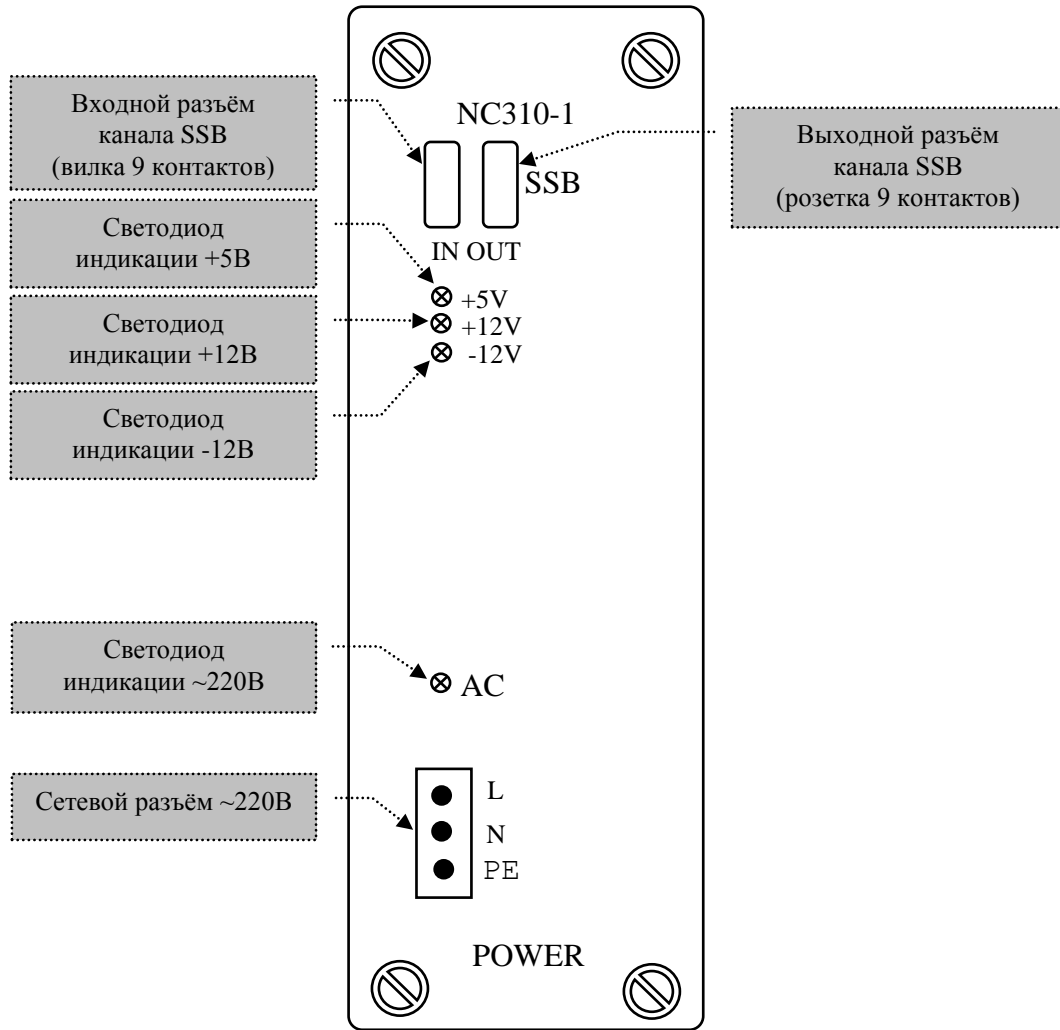 Входной разъём
канала SSB
(вилка 9 контактов)
Светодиод
индикации +5В
Светодиод
индикации +12В
Светодиод
индикации -12В
Светодиод
индикации ~220В
Сетевой разъём ~220В
NC310-1
SSB
IN OUT
+5V
+12V
-12V
AC
L
N
PE
POWER
Выходной разъём
канала SSB
(розетка 9 контактов)